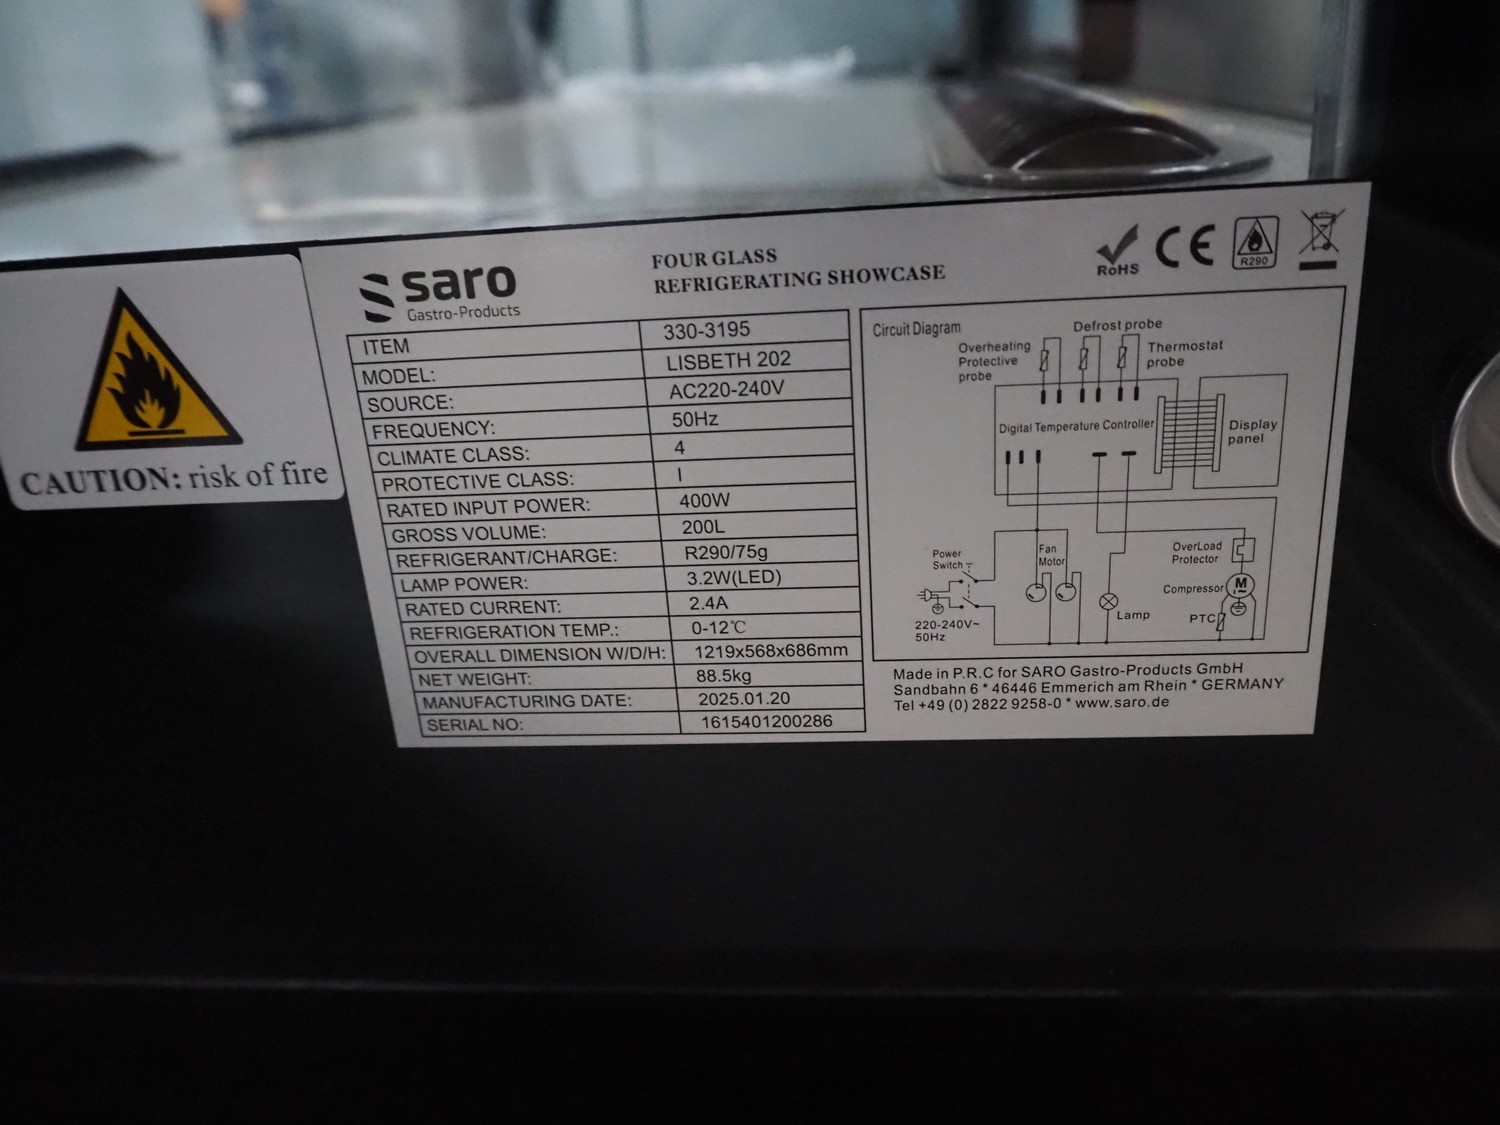 CAUTION: risk of fire
saro
Gastro-Products
FOUR GLASS
REFRIGERATING SHOWCASE
RoHS
CE
R290
ITEM 330-3195
MODEL: LISBETH 202
SOURCE: AC220-240V
FREQUENCY: 50Hz
CLIMATE CLASS: 4
PROTECTIVE CLASS: I
RATED INPUT POWER: 400W
GROSS VOLUME: 200L
REFRIGERANT/CHARGE: R290/75g
LAMP POWER: 3.2W(LED)
RATED CURRENT: 2.4A
REFRIGERATION TEMP.: 0-12℃
OVERALL DIMENSION W/D/H: 1219x568x686mm
NET WEIGHT: 88.5kg
MANUFACTURING DATE: 2025.01.20
SERIAL NO: 1615401200286
Circuit Diagram
Defrost probe
Overheating
Protective
probe
Thermostat
probe
Digital Temperature Controller
Display
panel
Power
Switch
Fan
Motor
OverLoad
Protector
Compressor
M
~
PTC
Lamp
220-240V~
50Hz
Made in P.R.C for SARO Gastro-Products GmbH
Sandbahn 6 * 46446 Emmerich am Rhein * GERMANY
Tel +49 (0) 2822 9258-0 * www.saro.de